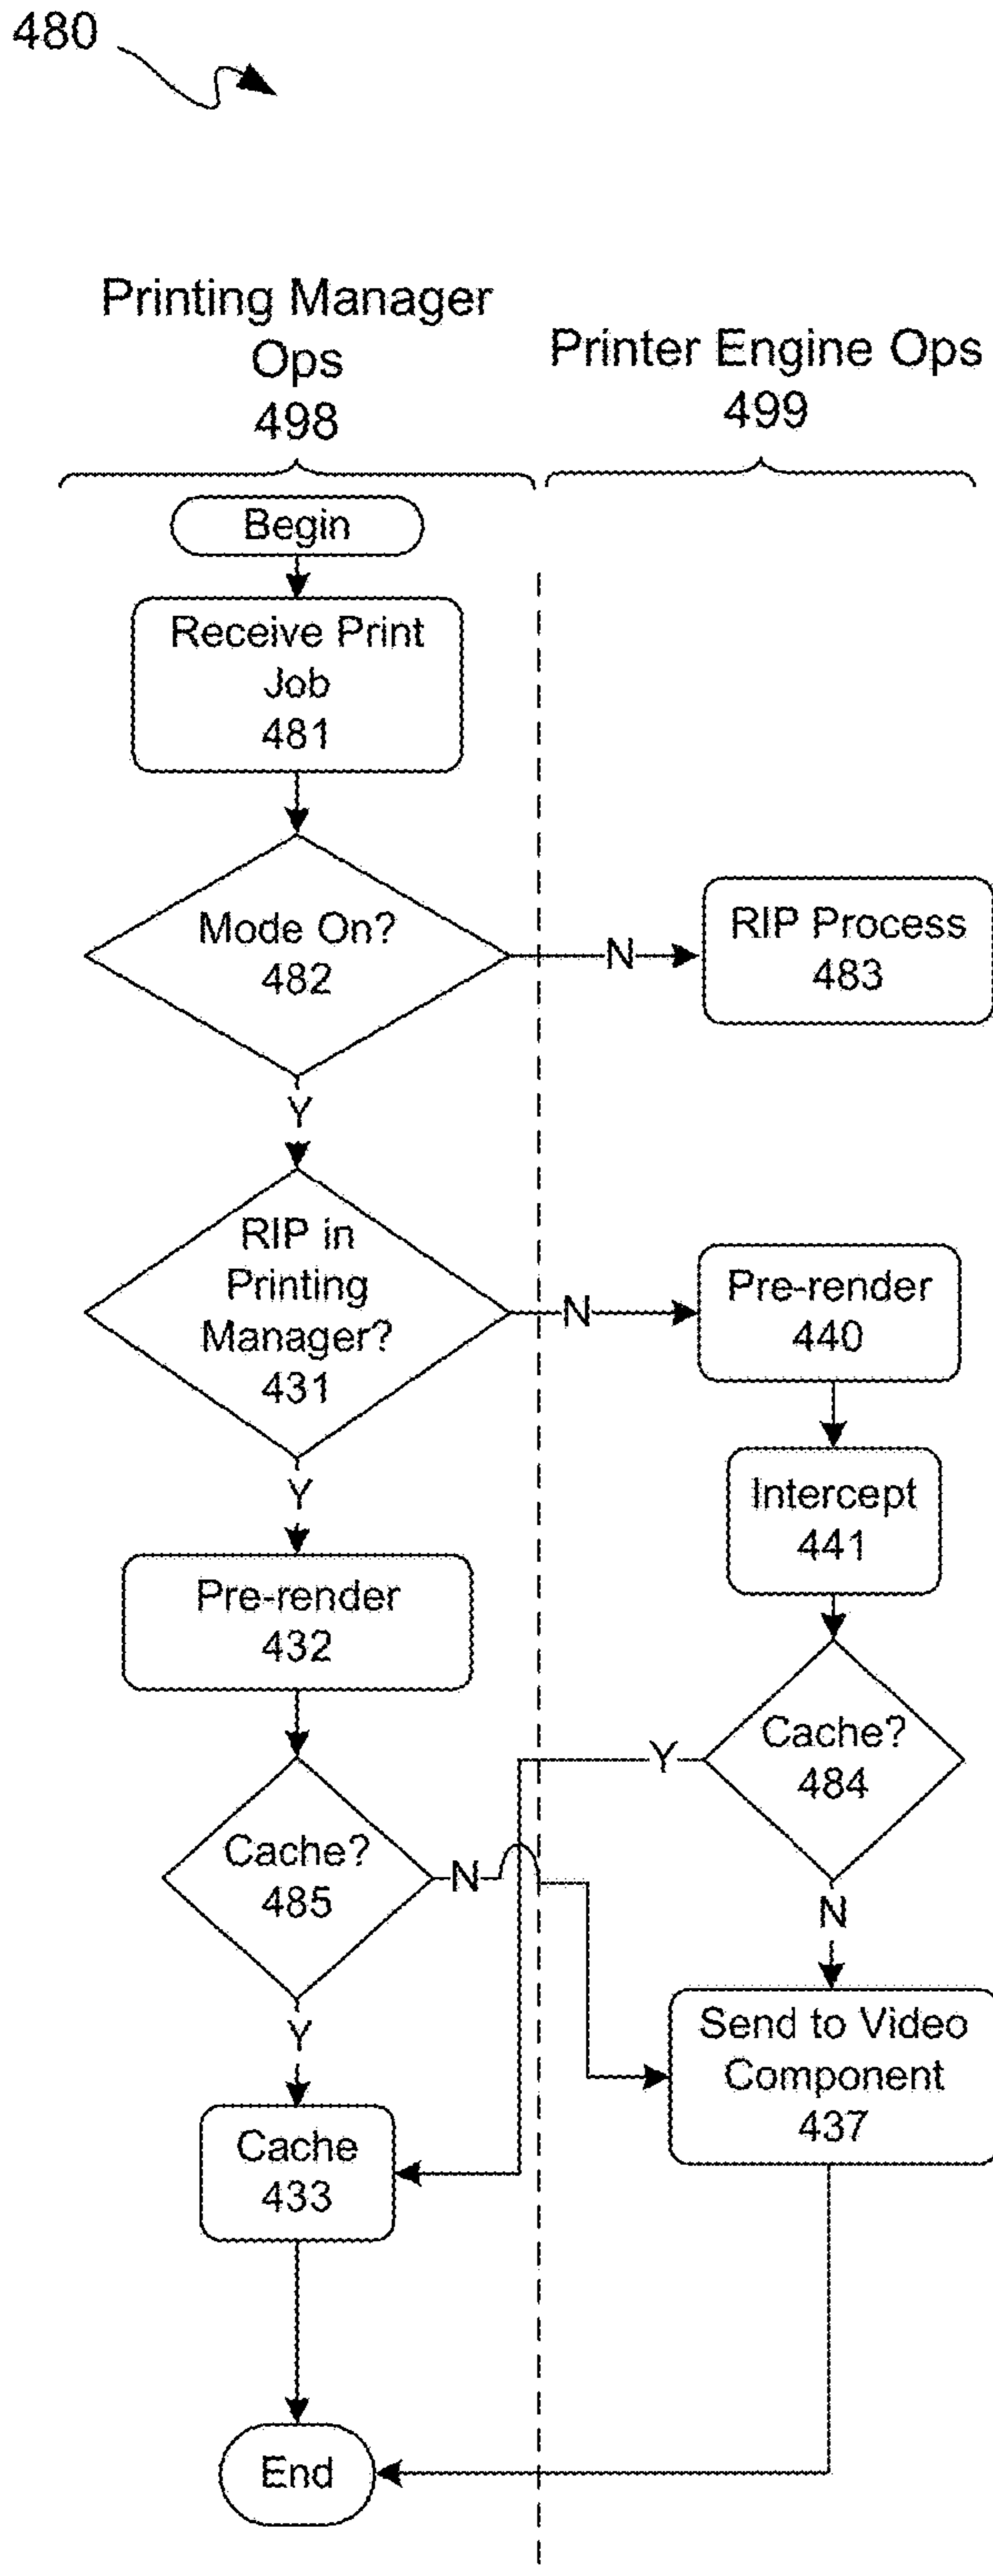 480
Printing Manager
Ops
498
Printer Engine Ops
499
Begin
Receive Print
Job
481
Mode On?
482
N
RIP Process
483
Y
RIP in
Printing
Manager?
431
N
Pre-render
440
Y
Intercept
441
Pre-render
432
Cache?
484
Y
Cache?
485
N
N
Y
Send to Video
Component
437
Cache
433
End